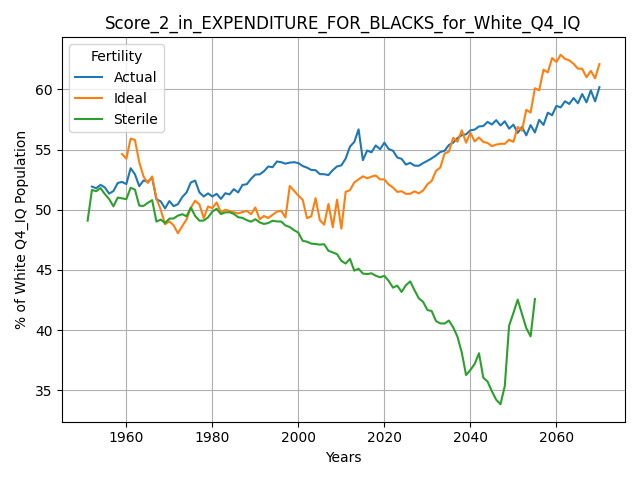 Score_2_in_EXPENDITURE_FOR_BLACKS_for_White_Q4_IQ
Fertility
Actual
Ideal
Sterile
% of White Q4_IQ Population
60
55
50
45
40
35
1960
1980
2000
2020
2040
2060
Years